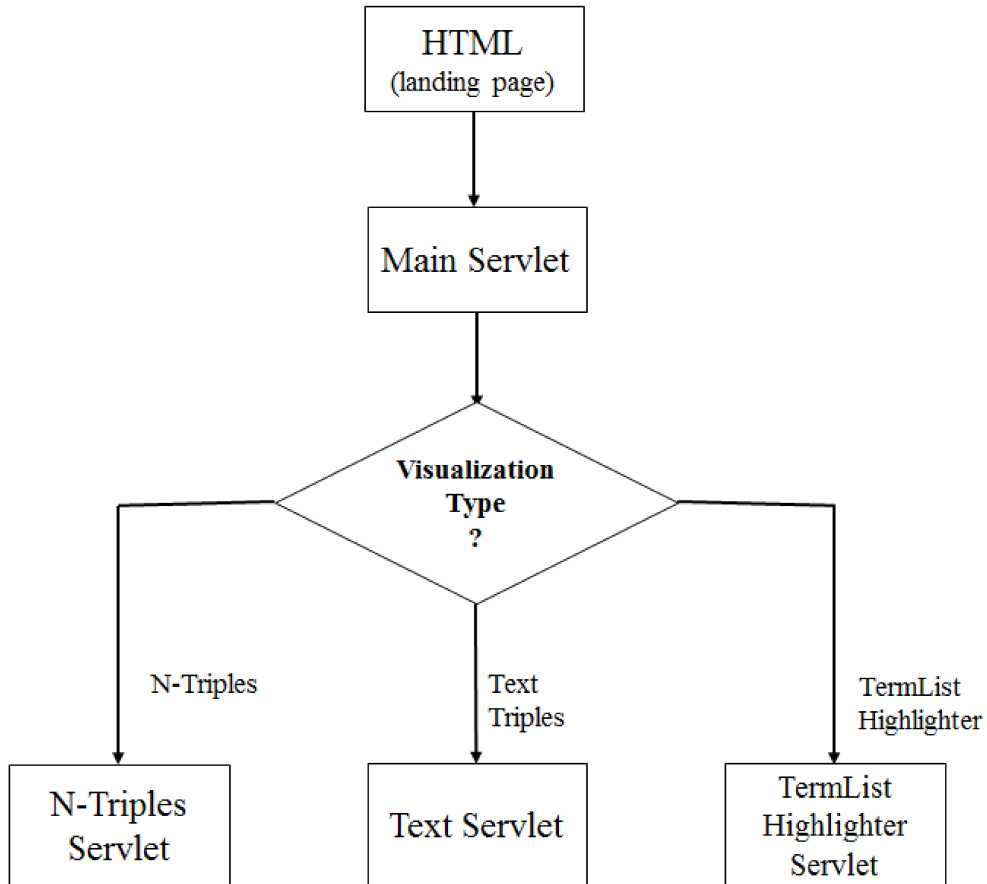 HTML
(landing page)
Main Servlet
Visualization
Type
?
N-Triples
Text
Triples
TermList
Highlighter
N-Triples
Servlet
Text Servlet
TermList
Highlighter
Servlet